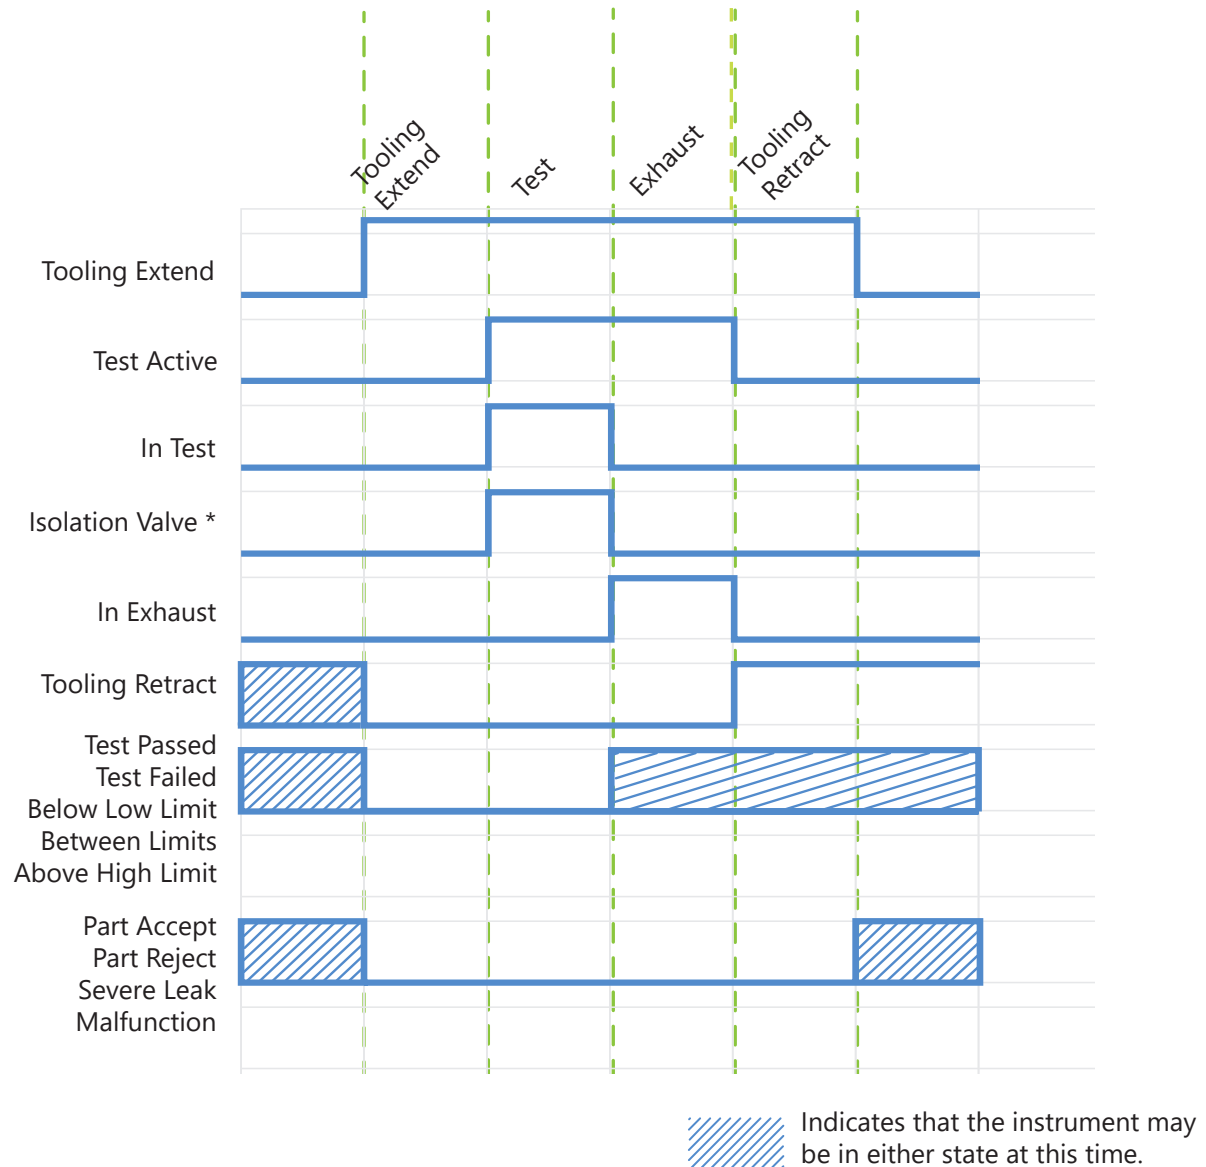 Tooling
Extend
Test
Exhaust
Tooling
Retract
Tooling Extend
Test Active
In Test
Isolation Valve *
In Exhaust
Tooling Retract
Test Passed
Test Failed
Below Low Limit
Between Limits
Above High Limit
Part Accept
Part Reject
Severe Leak
Malfunction
Indicates that the instrument may
be in either state at this time.